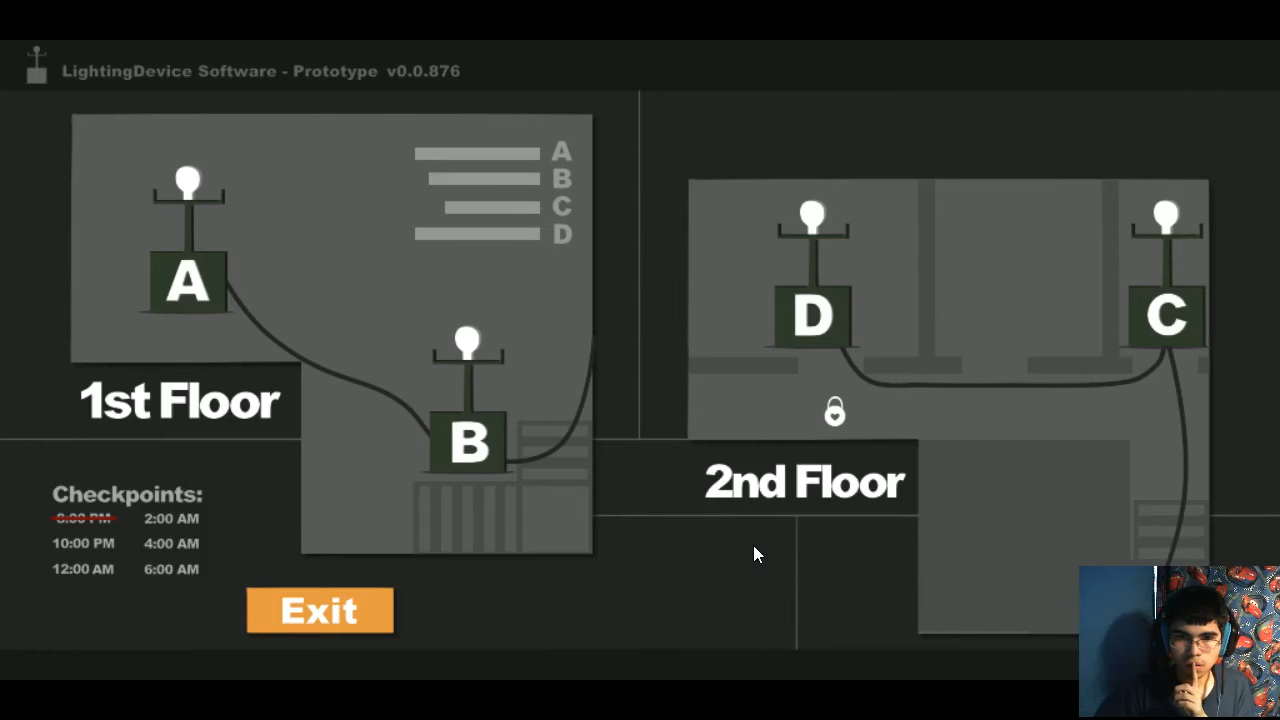 LightingDevice Software - Prototype v0.0.876
A
B
C
D
A
B
1st Floor
D
C
2nd Floor
Checkpoints:
8:00 PM 2:00 AM
10:00 PM 4:00 AM
12:00 AM 6:00 AM
Exit